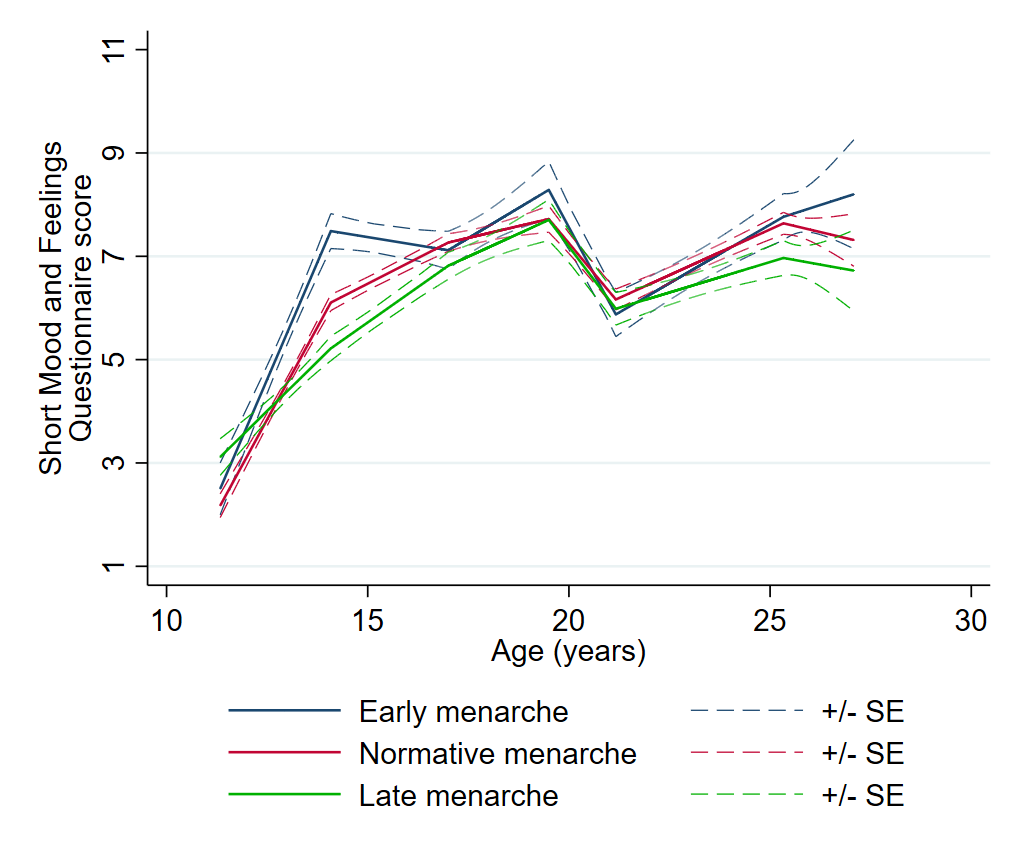 Short Mood and Feelings
Questionnaire score
11
9
7
5
3
1
10 15 20 25 30
Age (years)
Early menarche +/- SE
Normative menarche +/- SE
Late menarche +/- SE